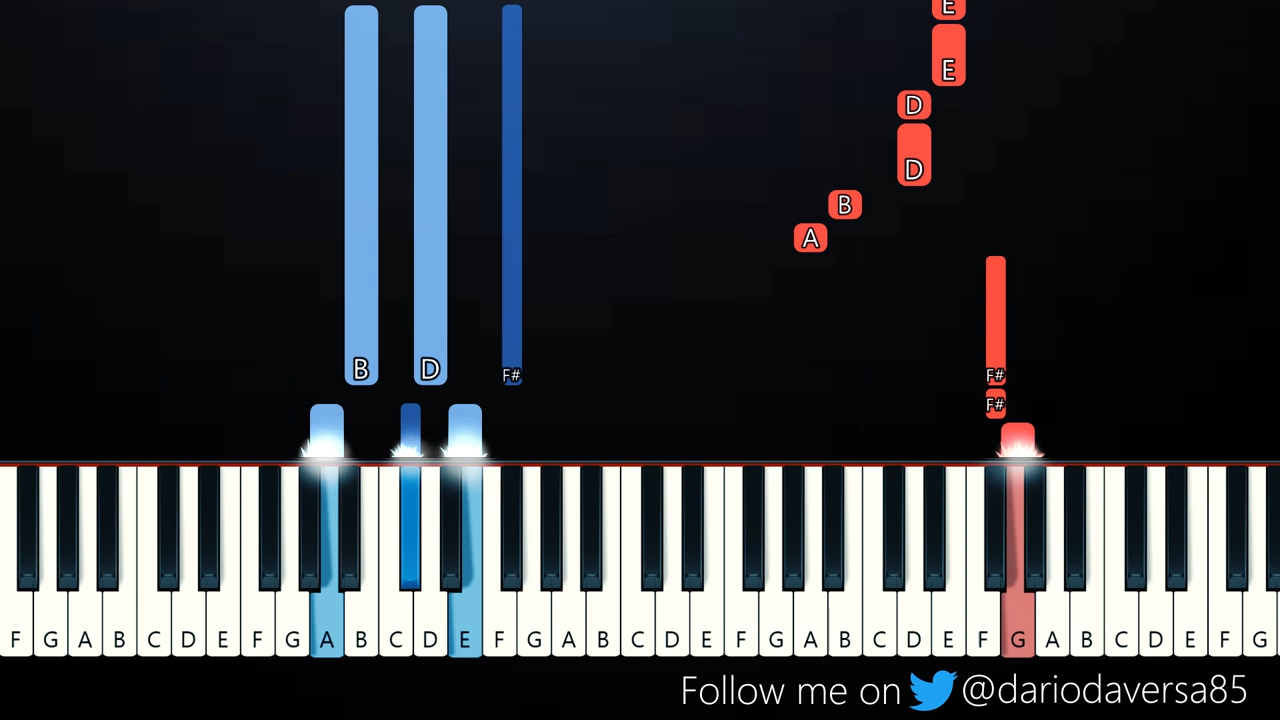 E
E
D
D
B
A
B D F# F#
F#
F G A B C D E F G A B C D E F G A B C D E F G A B C D E F G A B C D E F G
Follow me on @dariodaversa85